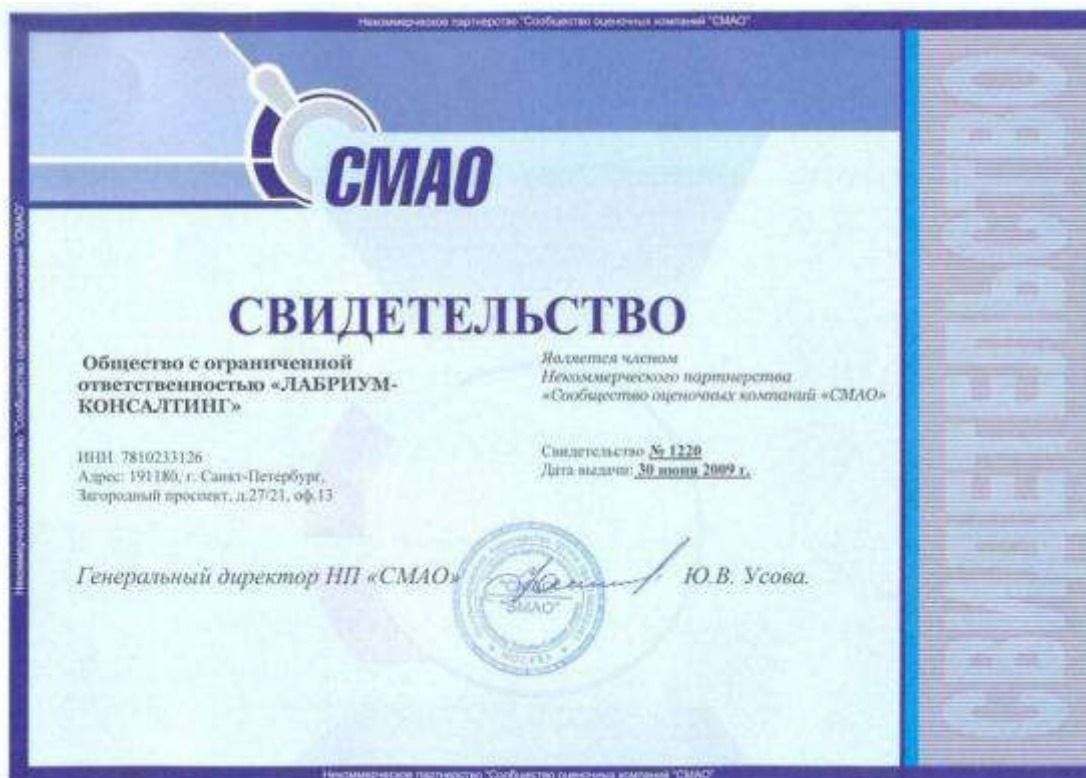 Некоммерческое партнерство "Сообщество оценочных компаний "СМАО"
СМАО
СВИДЕТЕЛЬСТВО
Общество с ограниченной
ответственностью «ЛАБРИУМ-
КОНСАЛТИНГ»
ИНН 7810233126
Адрес: 191180, г. Санкт-Петербург,
Загородный проспект, д.27/21, оф.13
Является членом
Некоммерческого партнерства
«Сообщество оценочных компаний «СМАО»
Свидетельство № 1220
Дата выдачи: 30 июня 2009 г.
Генеральный директор НП «СМАО»
Ю.В. Усова.
"СМАО"
МОСКВА
Некоммерческое партнерство "Сообщество оценочных компаний "СМАО"
Некоммерческое партнерство "Сообщество оценочных компаний "СМАО"
СВИДЕТЕЛЬСТВО